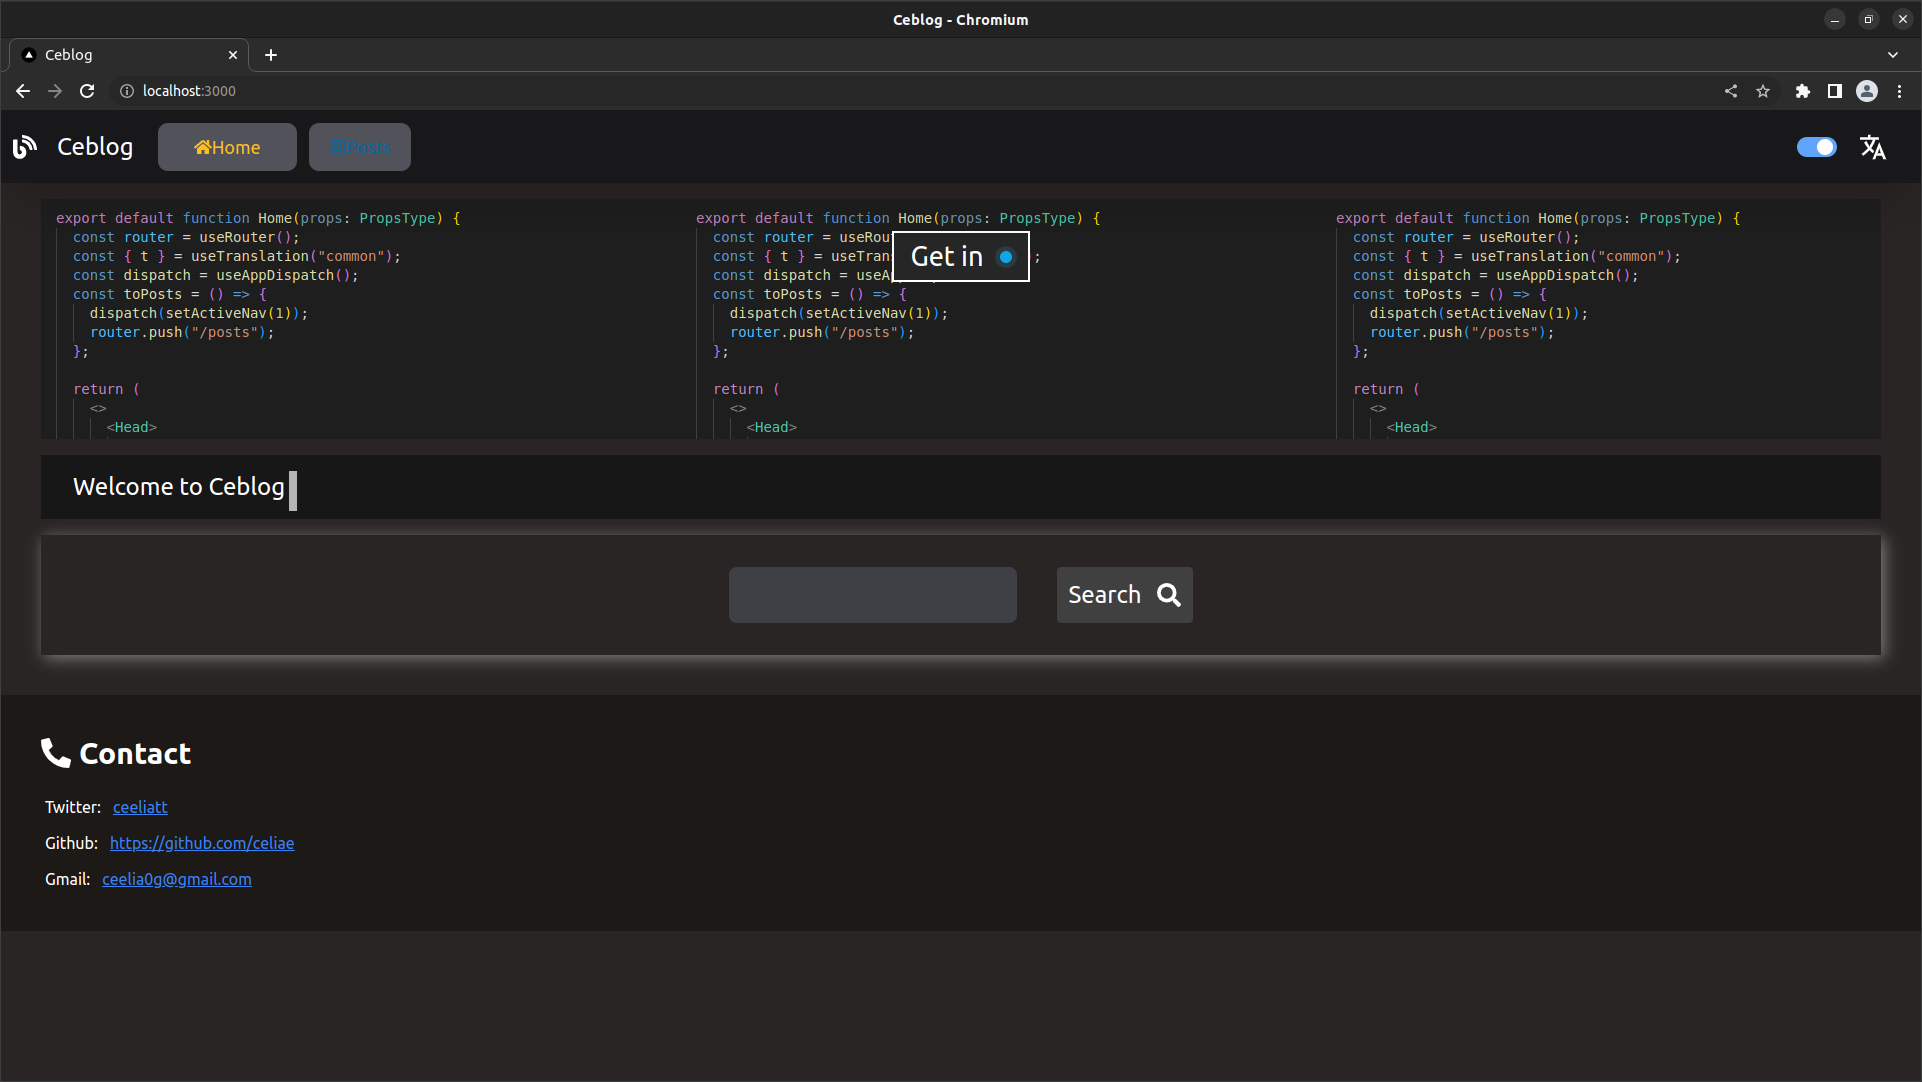 Ceblog - Chromium
Ceblog
localhost:3000
Ceblog Home Posts
export default function Home(props: PropsType) {
const router = useRouter();
const { t } = useTranslation("common");
const dispatch = useAppDispatch();
const toPosts = () => {
dispatch(setActiveNav(1));
router.push("/posts");
};
return (
<>
<Head>
export default function Home(props: PropsType) {
const router = useRou
const { t } = useTrans ;
const dispatch = useA
const toPosts = () => {
dispatch(setActiveNav(1));
router.push("/posts");
};
return (
<>
<Head>
Get in
export default function Home(props: PropsType) {
const router = useRouter();
const { t } = useTranslation("common");
const dispatch = useAppDispatch();
const toPosts = () => {
dispatch(setActiveNav(1));
router.push("/posts");
};
return (
<>
<Head>
Welcome to Ceblog
Search
Contact
Twitter: ceeliatt
Github: https://github.com/celiae
Gmail: ceelia0g@gmail.com